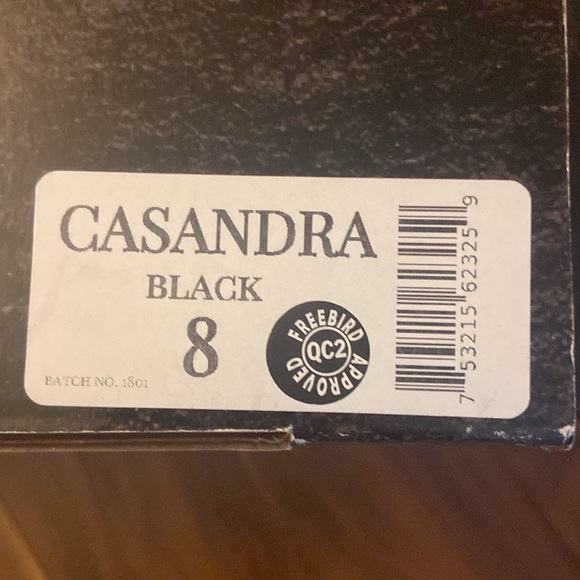 CASANDRA
BLACK
8
BATCH NO. 1801
FREEBIRD
QC2
APPROVED
7 53215 62325 9